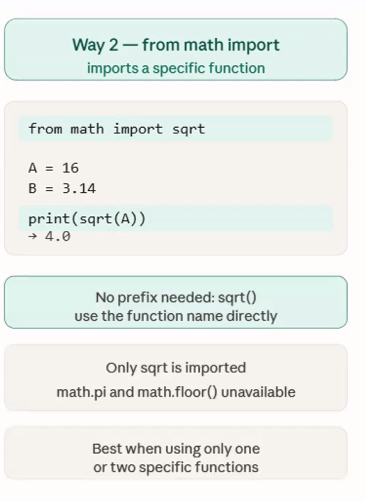 Way 2 — from math import
imports a specific function
from math import sqrt
A = 16
B = 3.14
print(sqrt(A))
→ 4.0
No prefix needed: sqrt()
use the function name directly
Only sqrt is imported
math.pi and math.floor() unavailable
Best when using only one
or two specific functions